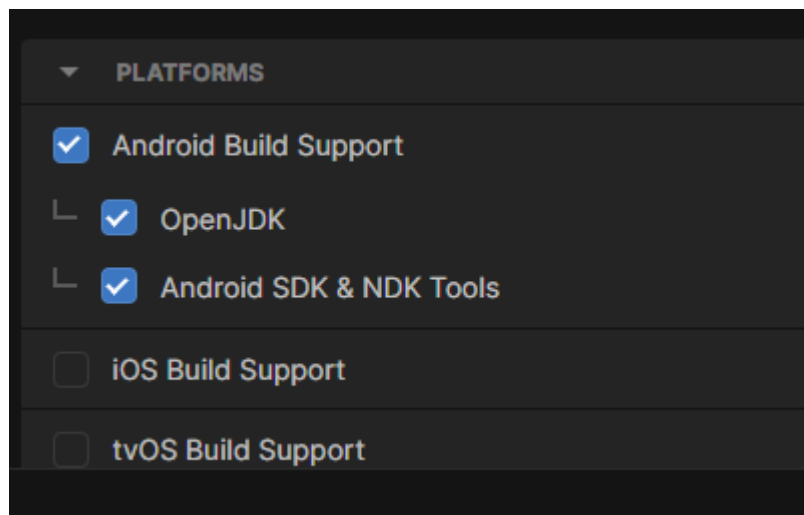 PLATFORMS
Android Build Support
OpenJDK
Android SDK & NDK Tools
iOS Build Support
tvOS Build Support